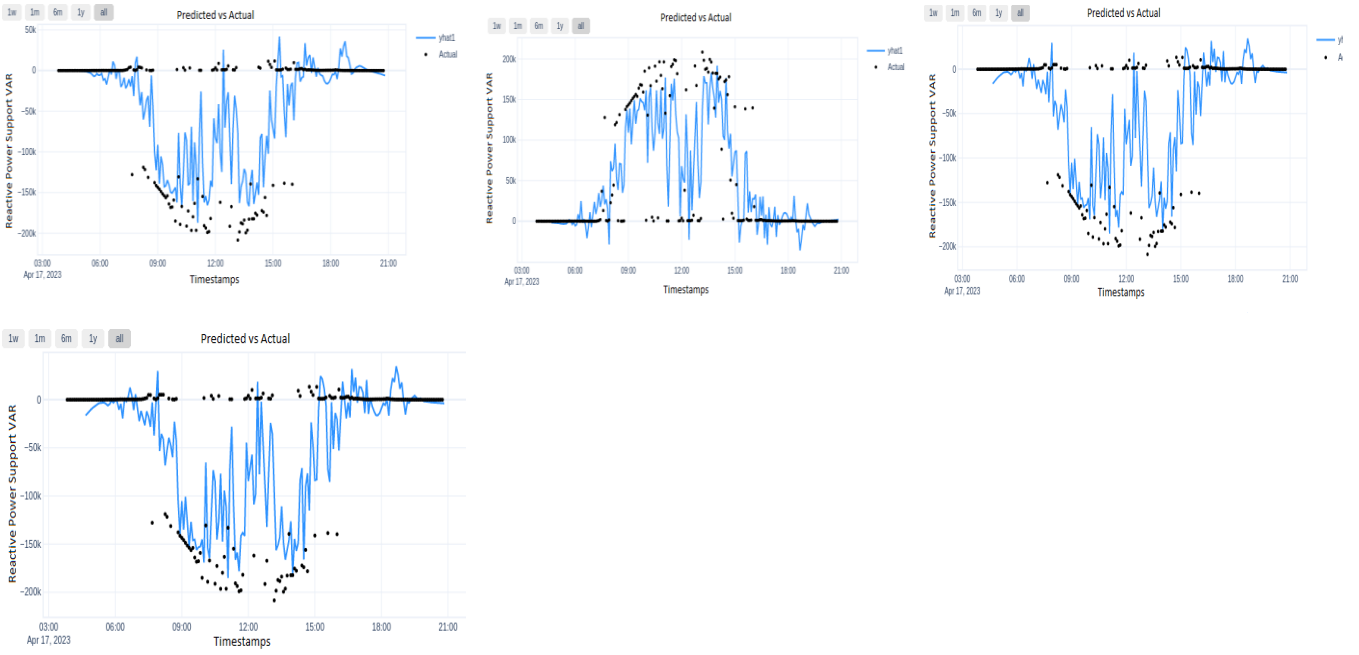 1w 1m 6m 1y all
Predicted vs Actual
50k
0
−50k
−100k
−150k
−200k
Reactive Power Support VAR
03:00 06:00 09:00 12:00 15:00 18:00 21:00
Apr 17, 2023
Timestamps
yhat1
Actual
1w 1m 6m 1y all
Predicted vs Actual
200k
150k
100k
50k
0
Reactive Power Support VAR
03:00 06:00 09:00 12:00 15:00 18:00 21:00
Apr 17, 2023
Timestamps
yhat1
Actual
1w 1m 6m 1y all
Predicted vs Actual
0
−50k
−100k
−150k
−200k
Reactive Power Support VAR
03:00 06:00 09:00 12:00 15:00 18:00 21:00
Apr 17, 2023
Timestamps
A
1w 1m 6m 1y all
Predicted vs Actual
0
−50k
−100k
−150k
−200k
Reactive Power Support VAR
03:00 06:00 09:00 12:00 15:00 18:00 21:00
Apr 17, 2023
Timestamps